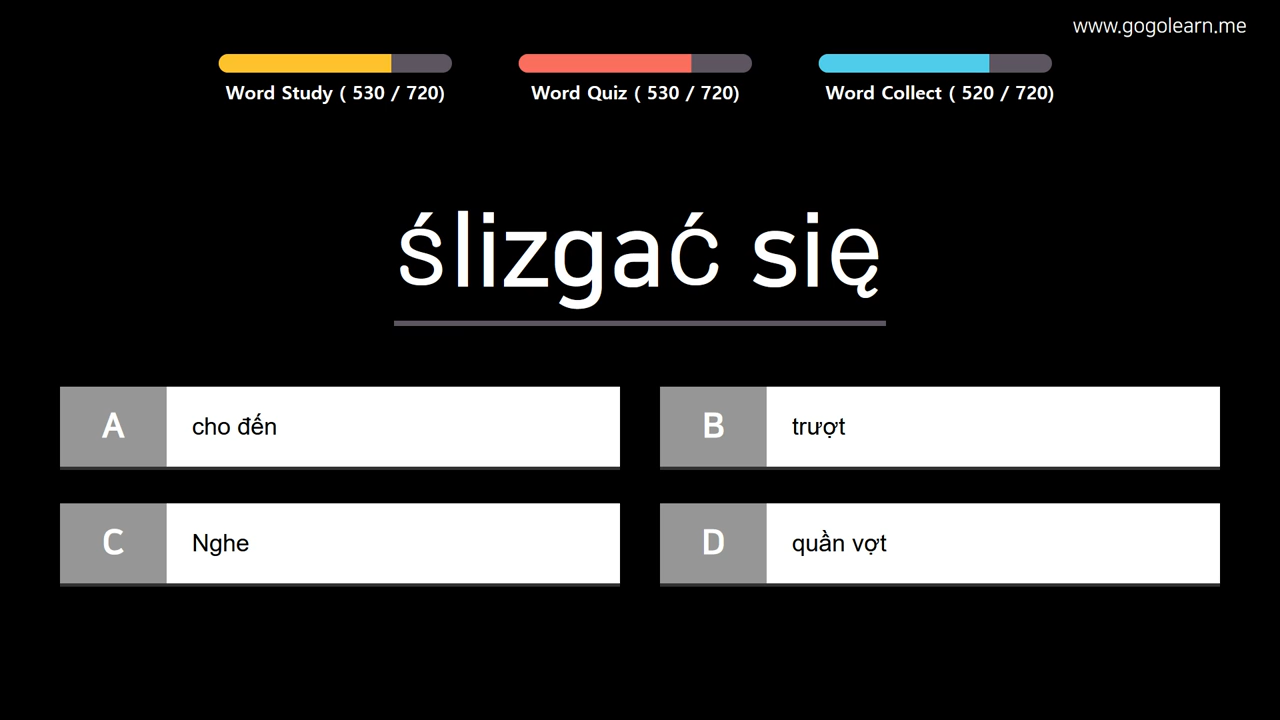 www.gogolearn.me
Word Study ( 530 / 720)
Word Quiz ( 530 / 720)
Word Collect ( 520 / 720)
ślizgać się
A cho đến
B trượt
C Nghe
D quần vợt